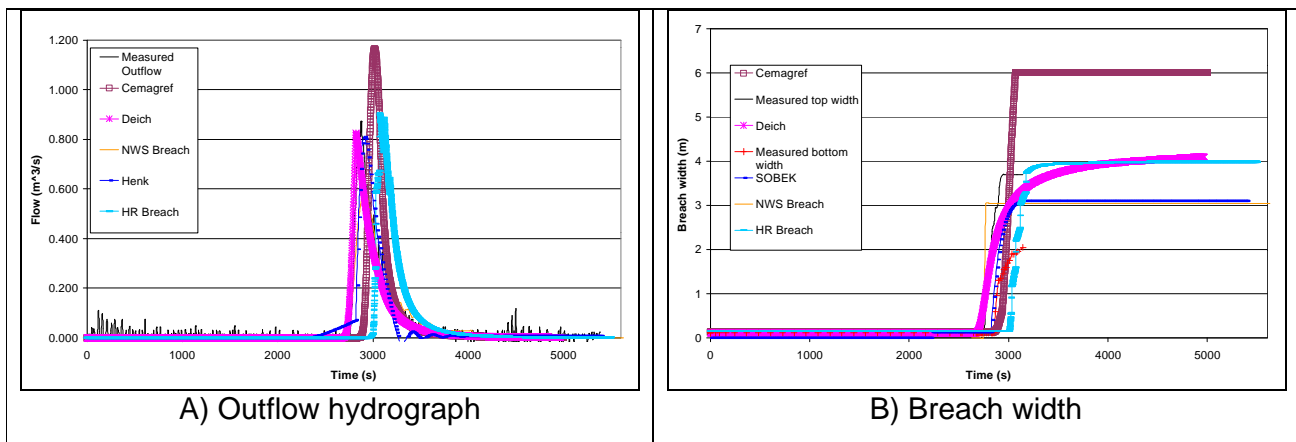 1.200
1.000
0.800
0.600
0.400
0.200
0.000
Flow (m^3/s)
Measured
Outflow
Cemagref
Deich
NWS Breach
Henk
HR Breach
0 1000 2000 3000 4000 5000
Time (s)
A) Outflow hydrograph
7
6
5
4
3
2
1
0
Breach width (m)
Cemagref
Measured top width
Deich
Measured bottom
width
SOBEK
NWS Breach
HR Breach
0 1000 2000 3000 4000 5000
Time (s)
B) Breach width